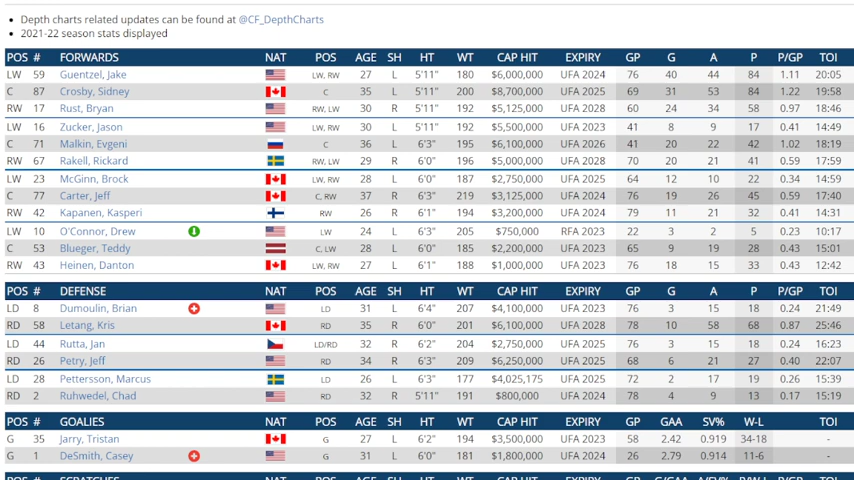 Depth charts related updates can be found at @CF_DepthCharts
2021-22 season stats displayed
POS # FORWARDS NAT POS AGE SH HT WT CAP HIT EXPIRY GP G A P P/GP TOI
LW 59 Guentzel, Jake LW, RW 27 L 5'11" 180 $6,000,000 UFA 2024 76 40 44 84 1.11 20:05
C 87 Crosby, Sidney C 35 L 5'11" 200 $8,700,000 UFA 2025 69 31 53 84 1.22 19:58
RW 17 Rust, Bryan RW, LW 30 R 5'11" 192 $5,125,000 UFA 2028 60 24 34 58 0.97 18:46
LW 16 Zucker, Jason LW, RW 30 L 5'11" 192 $5,500,000 UFA 2023 41 8 9 17 0.41 14:49
C 71 Malkin, Evgeni C 36 L 6'3" 195 $6,100,000 UFA 2026 41 20 22 42 1.02 18:19
RW 67 Rakell, Rickard RW, LW 29 R 6'0" 196 $5,000,000 UFA 2028 70 20 21 41 0.59 17:59
LW 23 McGinn, Brock LW, RW 28 L 6'0" 187 $2,750,000 UFA 2025 64 12 10 22 0.34 14:59
C 77 Carter, Jeff C, RW 37 R 6'3" 219 $3,125,000 UFA 2024 76 19 26 45 0.59 17:40
RW 42 Kapanen, Kasperi RW 26 R 6'1" 194 $3,200,000 UFA 2024 79 11 21 32 0.41 14:31
LW 10 O'Connor, Drew LW 24 L 6'3" 205 $750,000 RFA 2023 22 3 2 5 0.23 10:17
C 53 Blueger, Teddy C, LW 28 L 6'0" 185 $2,200,000 UFA 2023 65 9 19 28 0.43 15:01
RW 43 Heinen, Danton LW, RW 27 L 6'1" 188 $1,000,000 UFA 2023 76 18 15 33 0.43 12:42
POS # DEFENSE NAT POS AGE SH HT WT CAP HIT EXPIRY GP G A P P/GP TOI
LD 8 Dumoulin, Brian LD 31 L 6'4" 207 $4,100,000 UFA 2023 76 3 15 18 0.24 21:49
RD 58 Letang, Kris RD 35 R 6'0" 201 $6,100,000 UFA 2028 78 10 58 68 0.87 25:46
LD 44 Rutta, Jan LD/RD 32 R 6'2" 204 $2,750,000 UFA 2025 76 3 15 18 0.24 16:23
RD 26 Petry, Jeff RD 34 R 6'3" 209 $6,250,000 UFA 2025 68 6 21 27 0.40 22:07
LD 28 Pettersson, Marcus LD 26 L 6'3" 177 $4,025,175 UFA 2025 72 2 17 19 0.26 15:39
RD 2 Ruhwedel, Chad RD 32 R 5'11" 191 $800,000 UFA 2024 78 4 9 13 0.17 15:19
POS # GOALIES NAT POS AGE SH HT WT CAP HIT EXPIRY GP GAA SV% W-L TOI
G 35 Jarry, Tristan G 27 L 6'2" 194 $3,500,000 UFA 2023 58 2.42 0.919 34-18 -
G 1 DeSmith, Casey G 31 L 6'0" 181 $1,800,000 UFA 2024 26 2.79 0.914 11-6 -